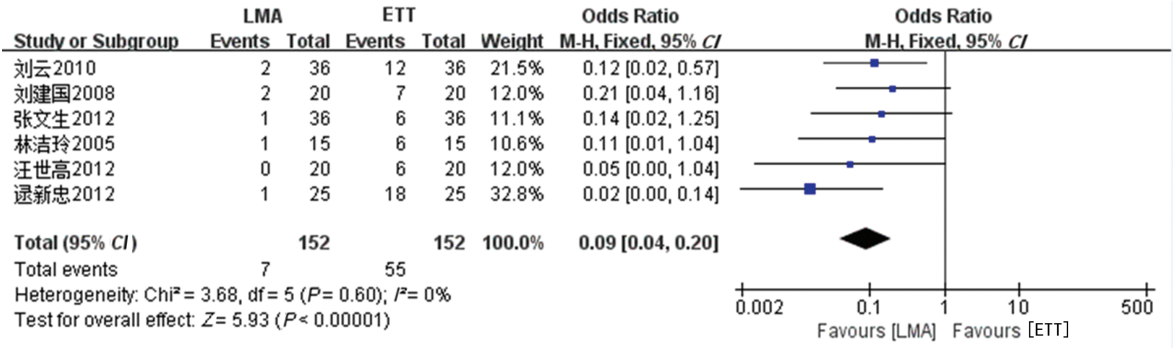 LMA ETT Odds Ratio Odds Ratio
Study or Subgroup Events Total Events Total Weight M-H, Fixed, 95% CI M-H, Fixed, 95% CI
刘云2010 2 36 12 36 21.5% 0.12 [0.02, 0.57]
刘建国2008 2 20 7 20 12.0% 0.21 [0.04, 1.16]
张文生2012 1 36 6 36 11.1% 0.14 [0.02, 1.25]
林洁玲2005 1 15 6 15 10.6% 0.11 [0.01, 1.04]
汪世高2012 0 20 6 20 12.0% 0.05 [0.00, 1.04]
逯新忠2012 1 25 18 25 32.8% 0.02 [0.00, 0.14]
Total (95% CI) 152 152 100.0% 0.09 [0.04, 0.20]
Total events 7 55
Heterogeneity: Chi² = 3.68, df = 5 (P = 0.60); I² = 0%
Test for overall effect: Z = 5.93 (P < 0.00001)
0.002 0.1 1 10 500
Favours [LMA] Favours [ETT]